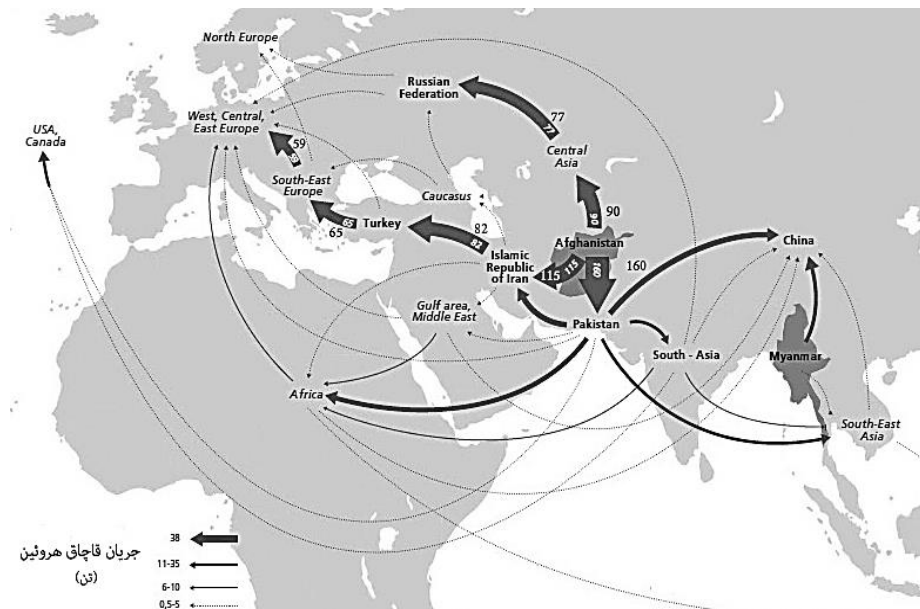 North Europe
USA,
Canada
West, Central,
East Europe
Russian
Federation
77
77
Central
Asia
59
59
South-East
Europe
Caucasus
65
65
Turkey
82
82
90
90
Afghanistan
China
Islamic
Republic
of Iran
115
115
160
160
Gulf area,
Middle East
Pakistan
South - Asia
Myanmar
Africa
South-East
Asia
جریان قاچاق هروئین
(تن)
38
11-35
6-10
0,5-5